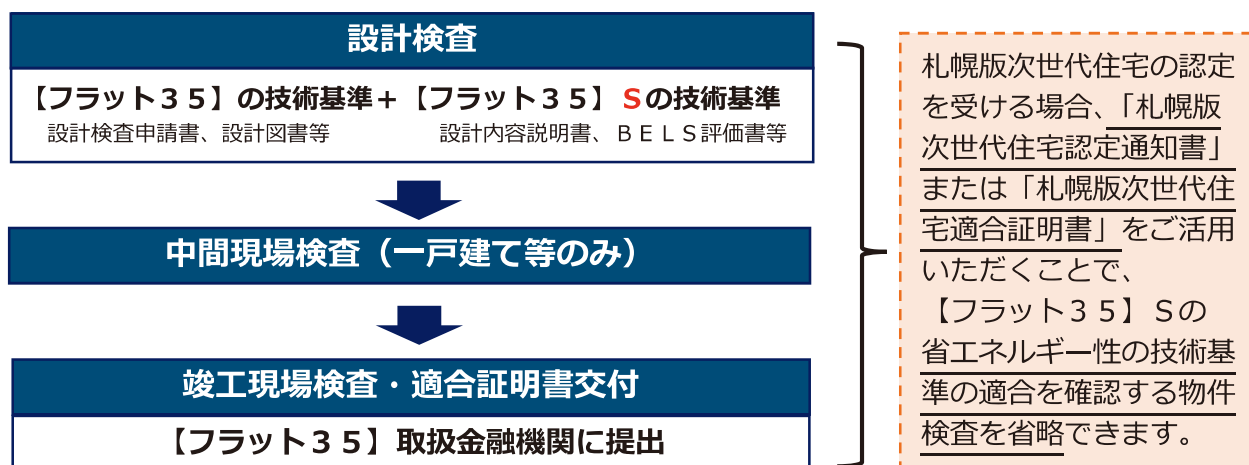 設計検査
【フラット３５】の技術基準＋【フラット３５】Ｓの技術基準
設計検査申請書、設計図書等　設計内容説明書、ＢＥＬＳ評価書等
中間現場検査（一戸建て等のみ）
竣工現場検査・適合証明書交付
【フラット３５】取扱金融機関に提出
札幌版次世代住宅の認定
を受ける場合、「札幌版
次世代住宅認定通知書」
または「札幌版次世代住
宅適合証明書」をご活用
いただくことで、
【フラット３５】Ｓの
省エネルギー性の技術基
準の適合を確認する物件
検査を省略できます。